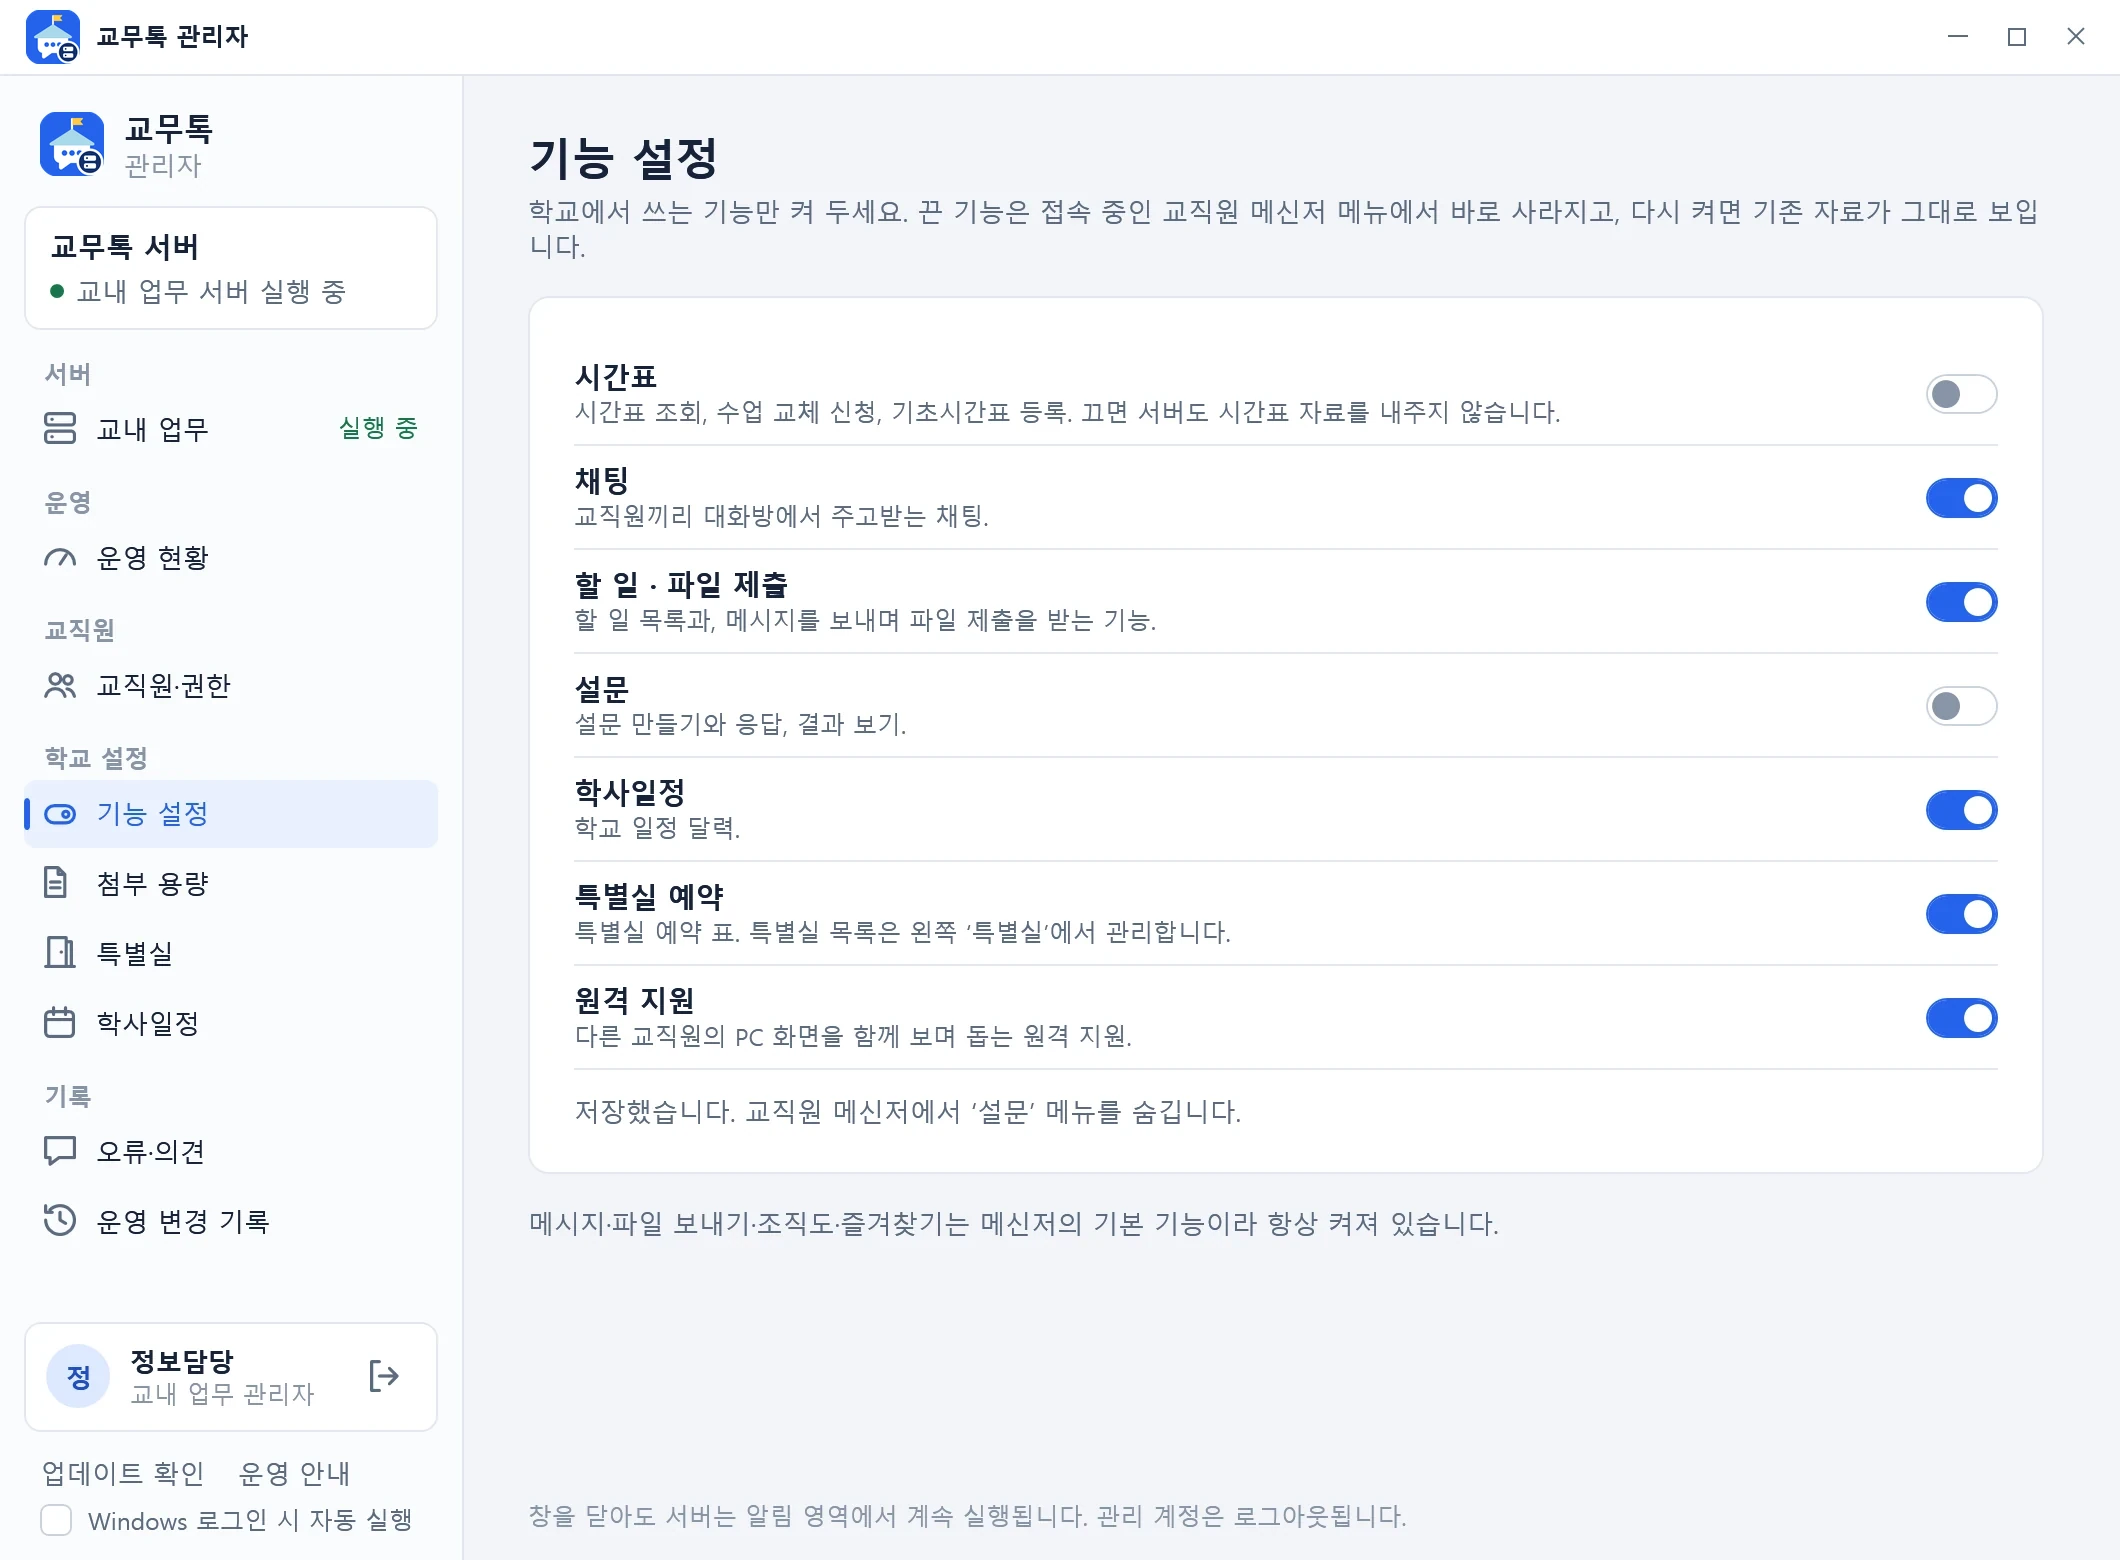 교무톡 관리자
교무톡
관리자
교무톡 서버
교내 업무 서버 실행 중
서버
교내 업무 실행 중
운영
운영 현황
교직원
교직원·권한
학교 설정
기능 설정
첨부 용량
특별실
학사일정
기록
오류·의견
운영 변경 기록
정
정보담당
교내 업무 관리자
업데이트 확인 운영 안내
Windows 로그인 시 자동 실행
기능 설정
학교에서 쓰는 기능만 켜 두세요. 끈 기능은 접속 중인 교직원 메신저 메뉴에서 바로 사라지고, 다시 켜면 기존 자료가 그대로 보입
니다.
시간표
시간표 조회, 수업 교체 신청, 기초시간표 등록. 끄면 서버도 시간표 자료를 내주지 않습니다.
채팅
교직원끼리 대화방에서 주고받는 채팅.
할 일 · 파일 제출
할 일 목록과, 메시지를 보내며 파일 제출을 받는 기능.
설문
설문 만들기와 응답, 결과 보기.
학사일정
학교 일정 달력.
특별실 예약
특별실 예약 표. 특별실 목록은 왼쪽 ‘특별실’에서 관리합니다.
원격 지원
다른 교직원의 PC 화면을 함께 보며 돕는 원격 지원.
저장했습니다. 교직원 메신저에서 ‘설문’ 메뉴를 숨깁니다.
메시지·파일 보내기·조직도·즐겨찾기는 메신저의 기본 기능이라 항상 켜져 있습니다.
창을 닫아도 서버는 알림 영역에서 계속 실행됩니다. 관리 계정은 로그아웃됩니다.